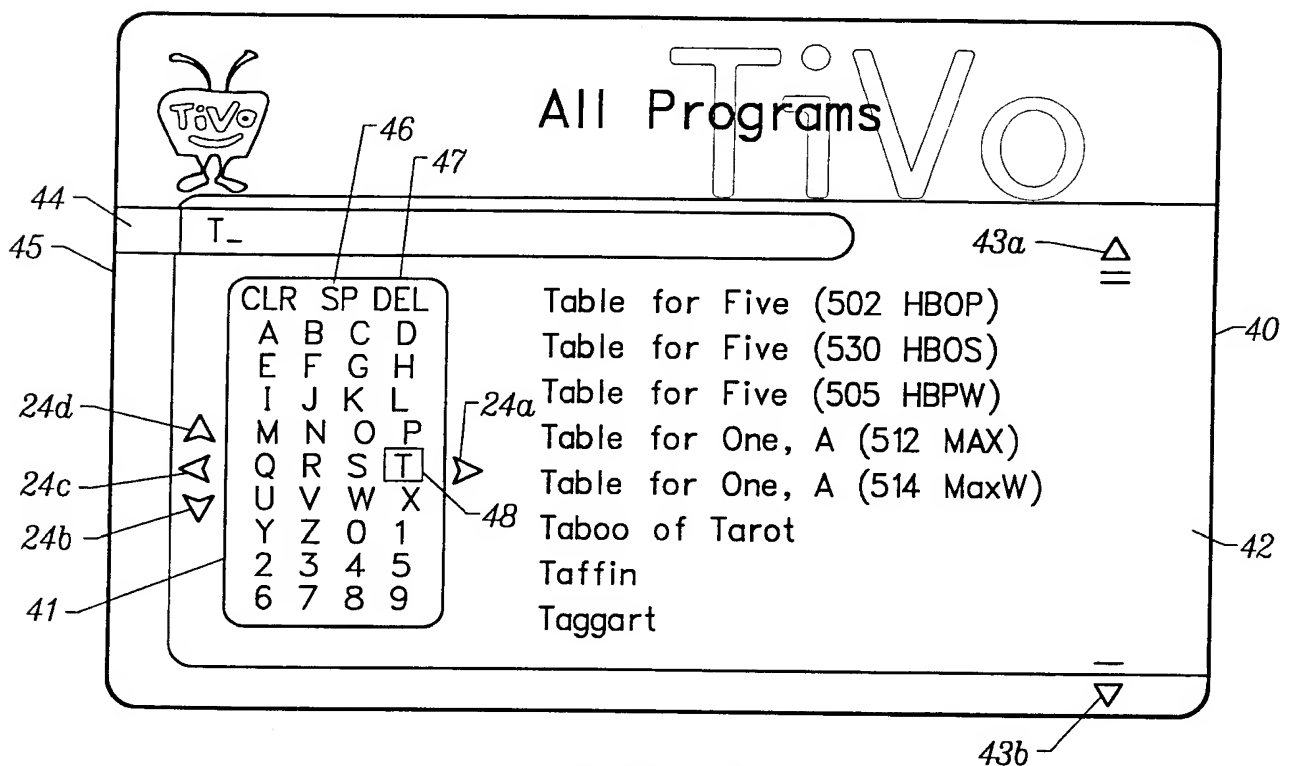 TiVo
TiVo
All Programs
46
47
44
T_
43a
45
CLR SP DEL
A B C D
E F G H
I J K L
M N O P
Q R S T
U V W X
Y Z 0 1
2 3 4 5
6 7 8 9
Table for Five (502 HBOP)
Table for Five (530 HBOS)
Table for Five (505 HBPW)
Table for One, A (512 MAX)
Table for One, A (514 MaxW)
Taboo of Tarot
Taffin
Taggart
40
24d
24a
24c
48
24b
42
41
43b